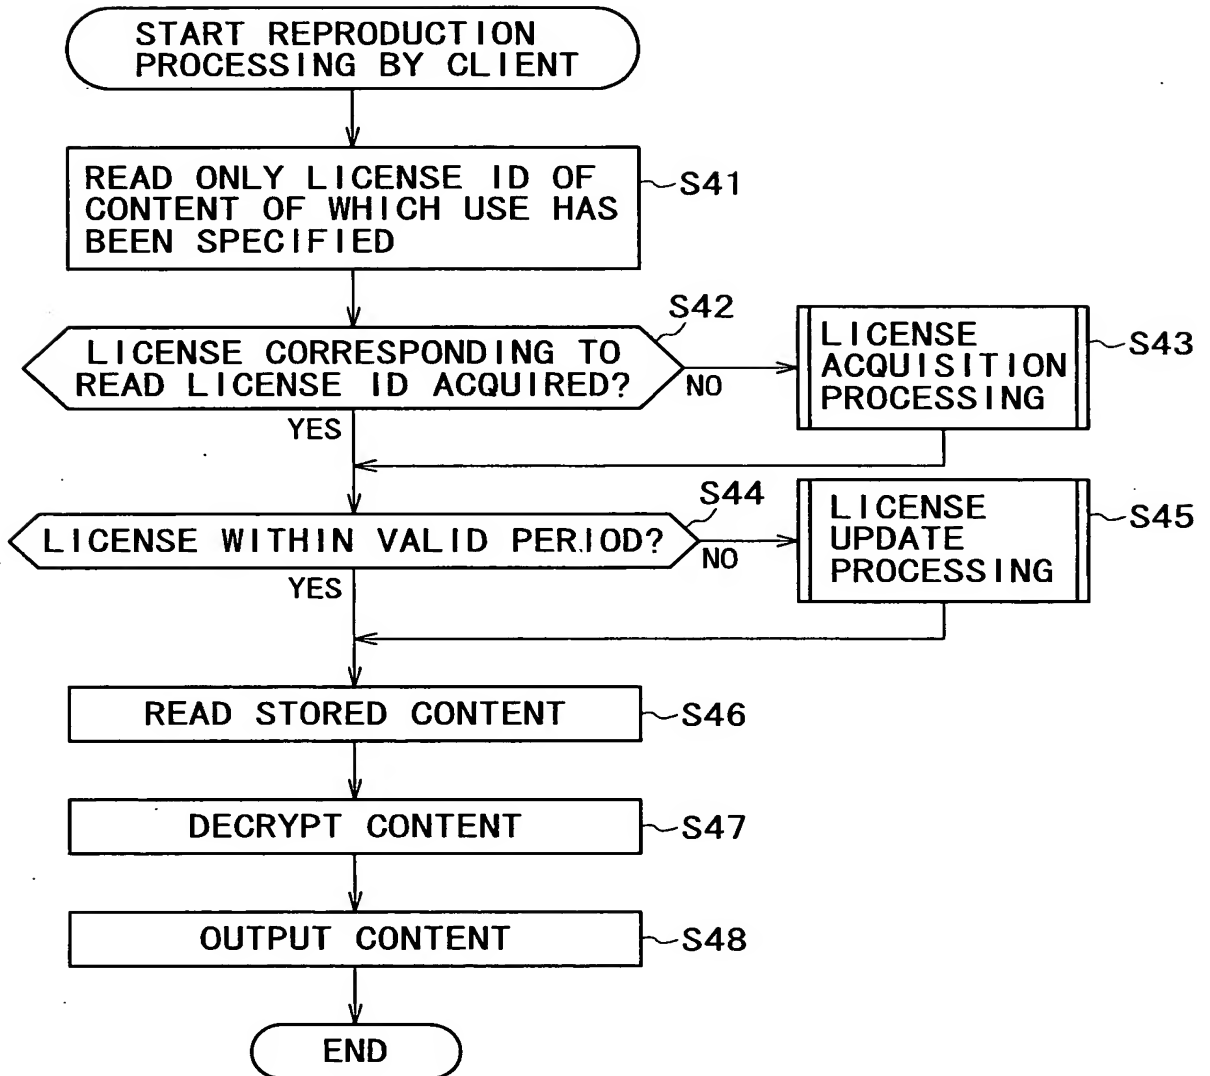 START REPRODUCTION
PROCESSING BY CLIENT
READ ONLY LICENSE ID OF
CONTENT OF WHICH USE HAS
BEEN SPECIFIED
S41
LICENSE CORRESPONDING TO
READ LICENSE ID ACQUIRED?
S42
NO
YES
LICENSE
ACQUISITION
PROCESSING
S43
LICENSE WITHIN VALID PERIOD?
S44
NO
YES
LICENSE
UPDATE
PROCESSING
S45
READ STORED CONTENT
S46
DECRYPT CONTENT
S47
OUTPUT CONTENT
S48
END